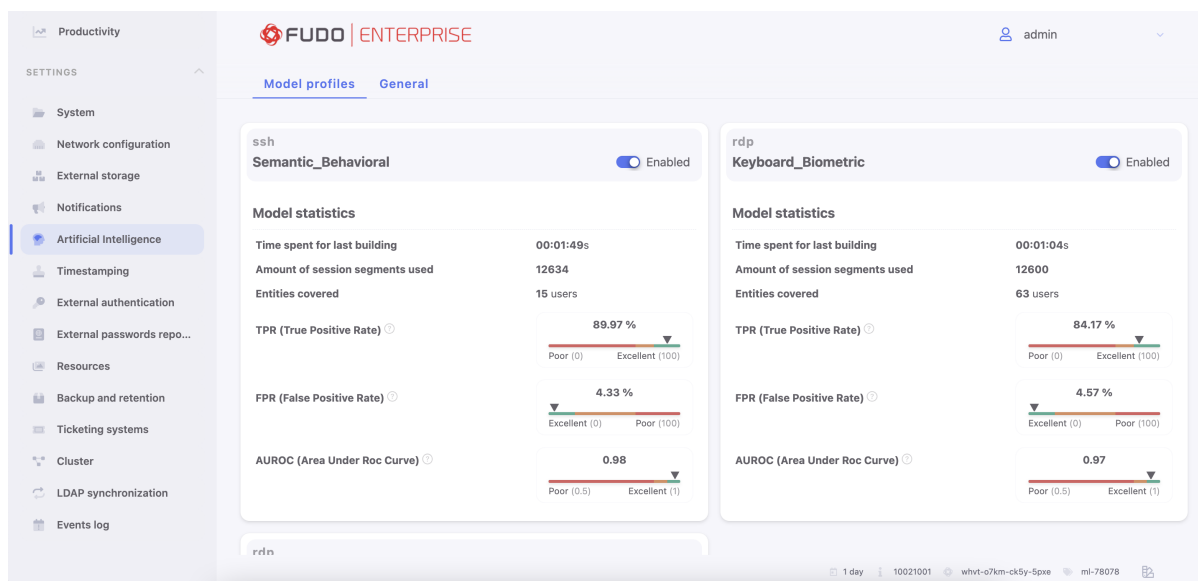 Productivity
SETTINGS
System
Network configuration
External storage
Notifications
Artificial Intelligence
Timestamping
External authentication
External passwords repo...
Resources
Backup and retention
Ticketing systems
Cluster
LDAP synchronization
Events log
FUDO ENTERPRISE
admin
Model profiles General
ssh
Semantic_Behavioral Enabled
Model statistics
Time spent for last building 00:01:49s
Amount of session segments used 12634
Entities covered 15 users
TPR (True Positive Rate) ? 89.97 %
Poor (0) Excellent (100)
FPR (False Positive Rate) ? 4.33 %
Excellent (0) Poor (100)
AUROC (Area Under Roc Curve) ? 0.98
Poor (0.5) Excellent (1)
rdp
Keyboard_Biometric Enabled
Model statistics
Time spent for last building 00:01:04s
Amount of session segments used 12600
Entities covered 63 users
TPR (True Positive Rate) ? 84.17 %
Poor (0) Excellent (100)
FPR (False Positive Rate) ? 4.57 %
Excellent (0) Poor (100)
AUROC (Area Under Roc Curve) ? 0.97
Poor (0.5) Excellent (1)
rdp
1 day 10021001 whvt-o7km-ck5y-5pxe ml-78078